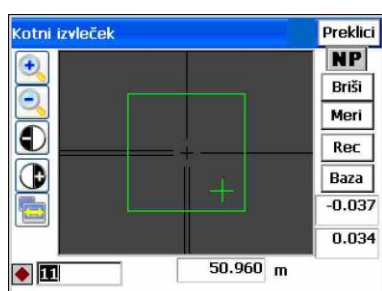 Kotni izvleček
Preklici
NP
Briši
Meri
Rec
Baza
-0.037
0.034
11
50.960 m